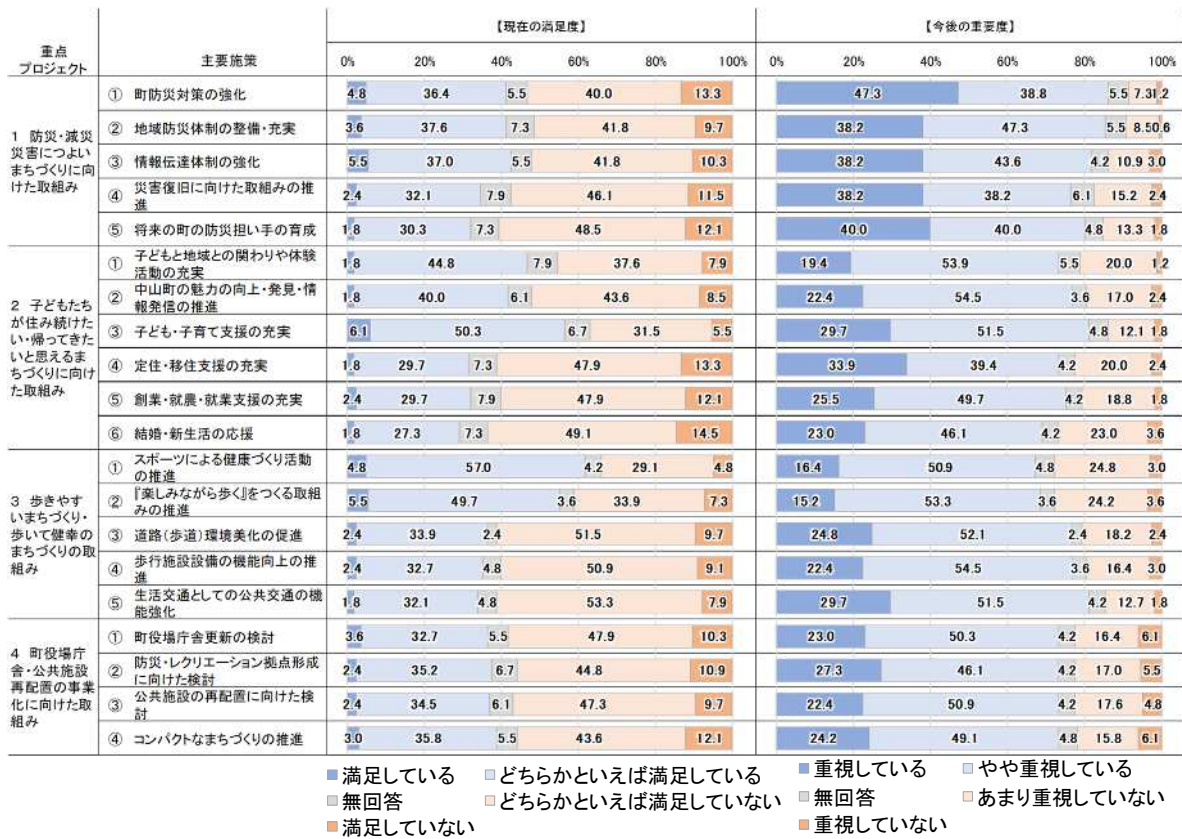 【現在の満足度】 【今後の重要度】
重点
プロジェクト
主要施策
0% 20% 40% 60% 80% 100% 0% 20% 40% 60% 80% 100%
1 防災・減災
災害につよい
まちづくりに向
けた取組み
① 町防災対策の強化 4.8 36.4 5.5 40.0 13.3 47.3 38.8 5.5 7.3 1.2
② 地域防災体制の整備・充実 3.6 37.6 7.3 41.8 9.7 38.2 47.3 5.5 8.5 0.6
③ 情報伝達体制の強化 5.5 37.0 5.5 41.8 10.3 38.2 43.6 4.2 10.9 3.0
④ 災害復旧に向けた取組みの推
進 2.4 32.1 7.9 46.1 11.5 38.2 38.2 6.1 15.2 2.4
⑤ 将来の町の防災担い手の育成 1.8 30.3 7.3 48.5 12.1 40.0 40.0 4.8 13.3 1.8
2 子どもたち
が住み続けた
い・帰ってきた
いと思えるま
ちづくりに向け
た取組み
① 子どもと地域との関わりや体験
活動の充実 1.8 44.8 7.9 37.6 7.9 19.4 53.9 5.5 20.0 1.2
② 中山町の魅力の向上・発見・情
報発信の推進 1.8 40.0 6.1 43.6 8.5 22.4 54.5 3.6 17.0 2.4
③ 子ども・子育て支援の充実 6.1 50.3 6.7 31.5 5.5 29.7 51.5 4.8 12.1 1.8
④ 定住・移住支援の充実 1.8 29.7 7.3 47.9 13.3 33.9 39.4 4.2 20.0 2.4
⑤ 創業・就農・就業支援の充実 2.4 29.7 7.9 47.9 12.1 25.5 49.7 4.2 18.8 1.8
⑥ 結婚・新生活の応援 1.8 27.3 7.3 49.1 14.5 23.0 46.1 4.2 23.0 3.6
3 歩きやす
いまちづくり・
歩いて健幸の
まちづくりの取
組み
① スポーツによる健康づくり活動
の推進 4.8 57.0 4.2 29.1 4.8 16.4 50.9 4.8 24.8 3.0
② 『楽しみながら歩く』をつくる取組
みの推進 5.5 49.7 3.6 33.9 7.3 15.2 53.3 3.6 24.2 3.6
③ 道路(歩道)環境美化の促進 2.4 33.9 2.4 51.5 9.7 24.8 52.1 2.4 18.2 2.4
④ 歩行施設設備の機能向上の推
進 2.4 32.7 4.8 50.9 9.1 22.4 54.5 3.6 16.4 3.0
⑤ 生活交通としての公共交通の機
能強化 1.8 32.1 4.8 53.3 7.9 29.7 51.5 4.2 12.7 1.8
4 町役場庁
舎・公共施設
再配置の事業
化に向けた取
組み
① 町役場庁舎更新の検討 3.6 32.7 5.5 47.9 10.3 23.0 50.3 4.2 16.4 6.1
② 防災・レクリエーション拠点形成
に向けた検討 2.4 35.2 6.7 44.8 10.9 27.3 46.1 4.2 17.0 5.5
③ 公共施設の再配置に向けた検
討 2.4 34.5 6.1 47.3 9.7 22.4 50.9 4.2 17.6 4.8
④ コンパクトなまちづくりの推進 3.0 35.8 5.5 43.6 12.1 24.2 49.1 4.8 15.8 6.1
満足している どちらかといえば満足している 重視している やや重視している
無回答 どちらかといえば満足していない 無回答 あまり重視していない
満足していない 重視していない